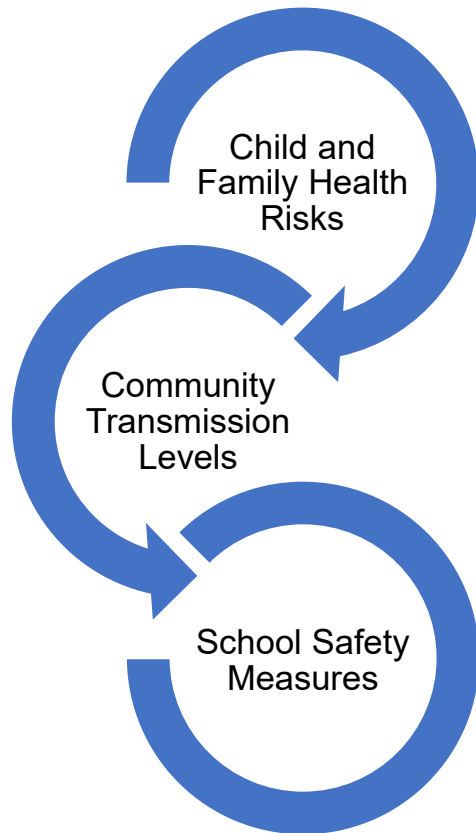 Child and
Family Health
Risks
Community
Transmission
Levels
School Safety
Measures